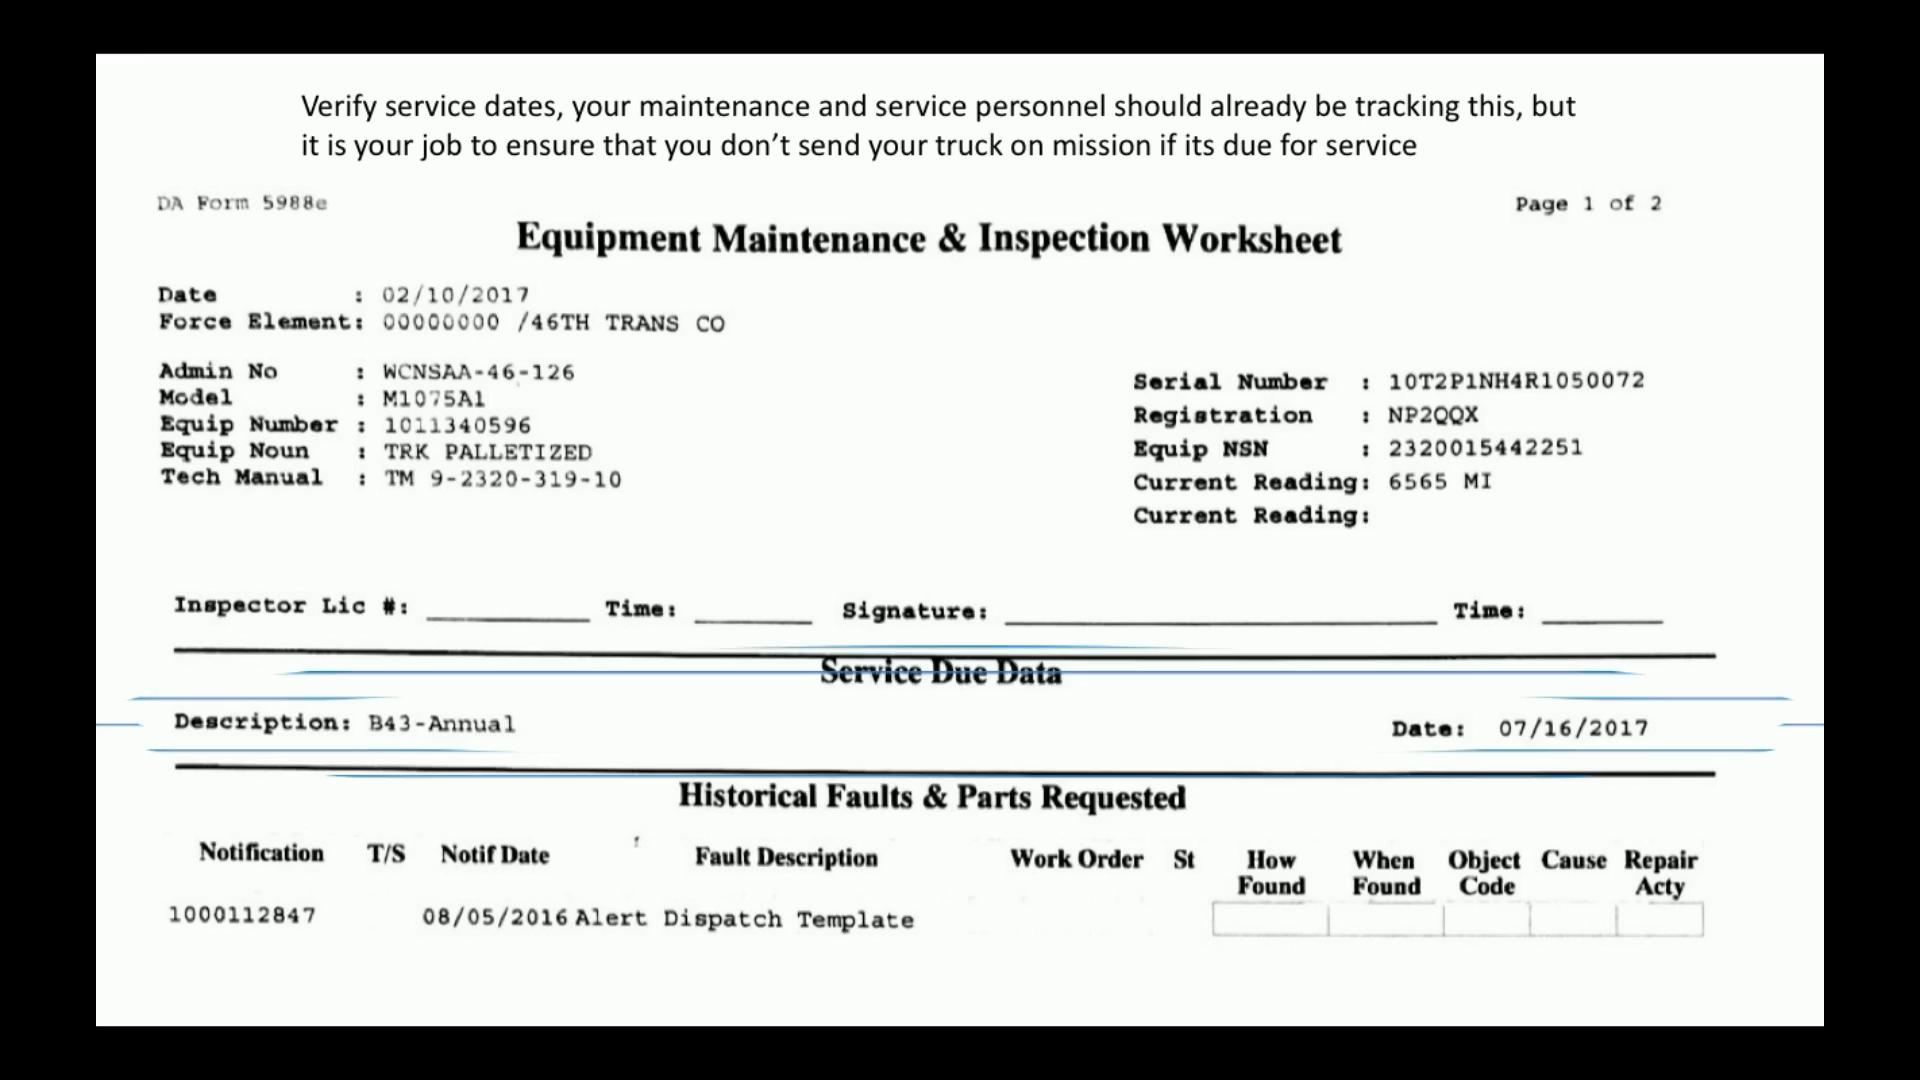 Verify service dates, your maintenance and service personnel should already be tracking this, but
it is your job to ensure that you don’t send your truck on mission if its due for service
DA Form 5988e
Page 1 of 2
Equipment Maintenance & Inspection Worksheet
Date : 02/10/2017
Force Element: 00000000 /46TH TRANS CO
Admin No : WCNSAA-46-126
Model : M1075A1
Equip Number : 1011340596
Equip Noun : TRK PALLETIZED
Tech Manual : TM 9-2320-319-10
Serial Number : 10T2P1NH4R1050072
Registration : NP2QQX
Equip NSN : 2320015442251
Current Reading: 6565 MI
Current Reading:
Inspector Lic #: Time: Signature: Time:
Service Due Data
Description: B43-Annual Date: 07/16/2017
Historical Faults & Parts Requested
Notification T/S Notif Date Fault Description Work Order St How Found When Found Object Code Cause Repair Acty
1000112847 08/05/2016 Alert Dispatch Template